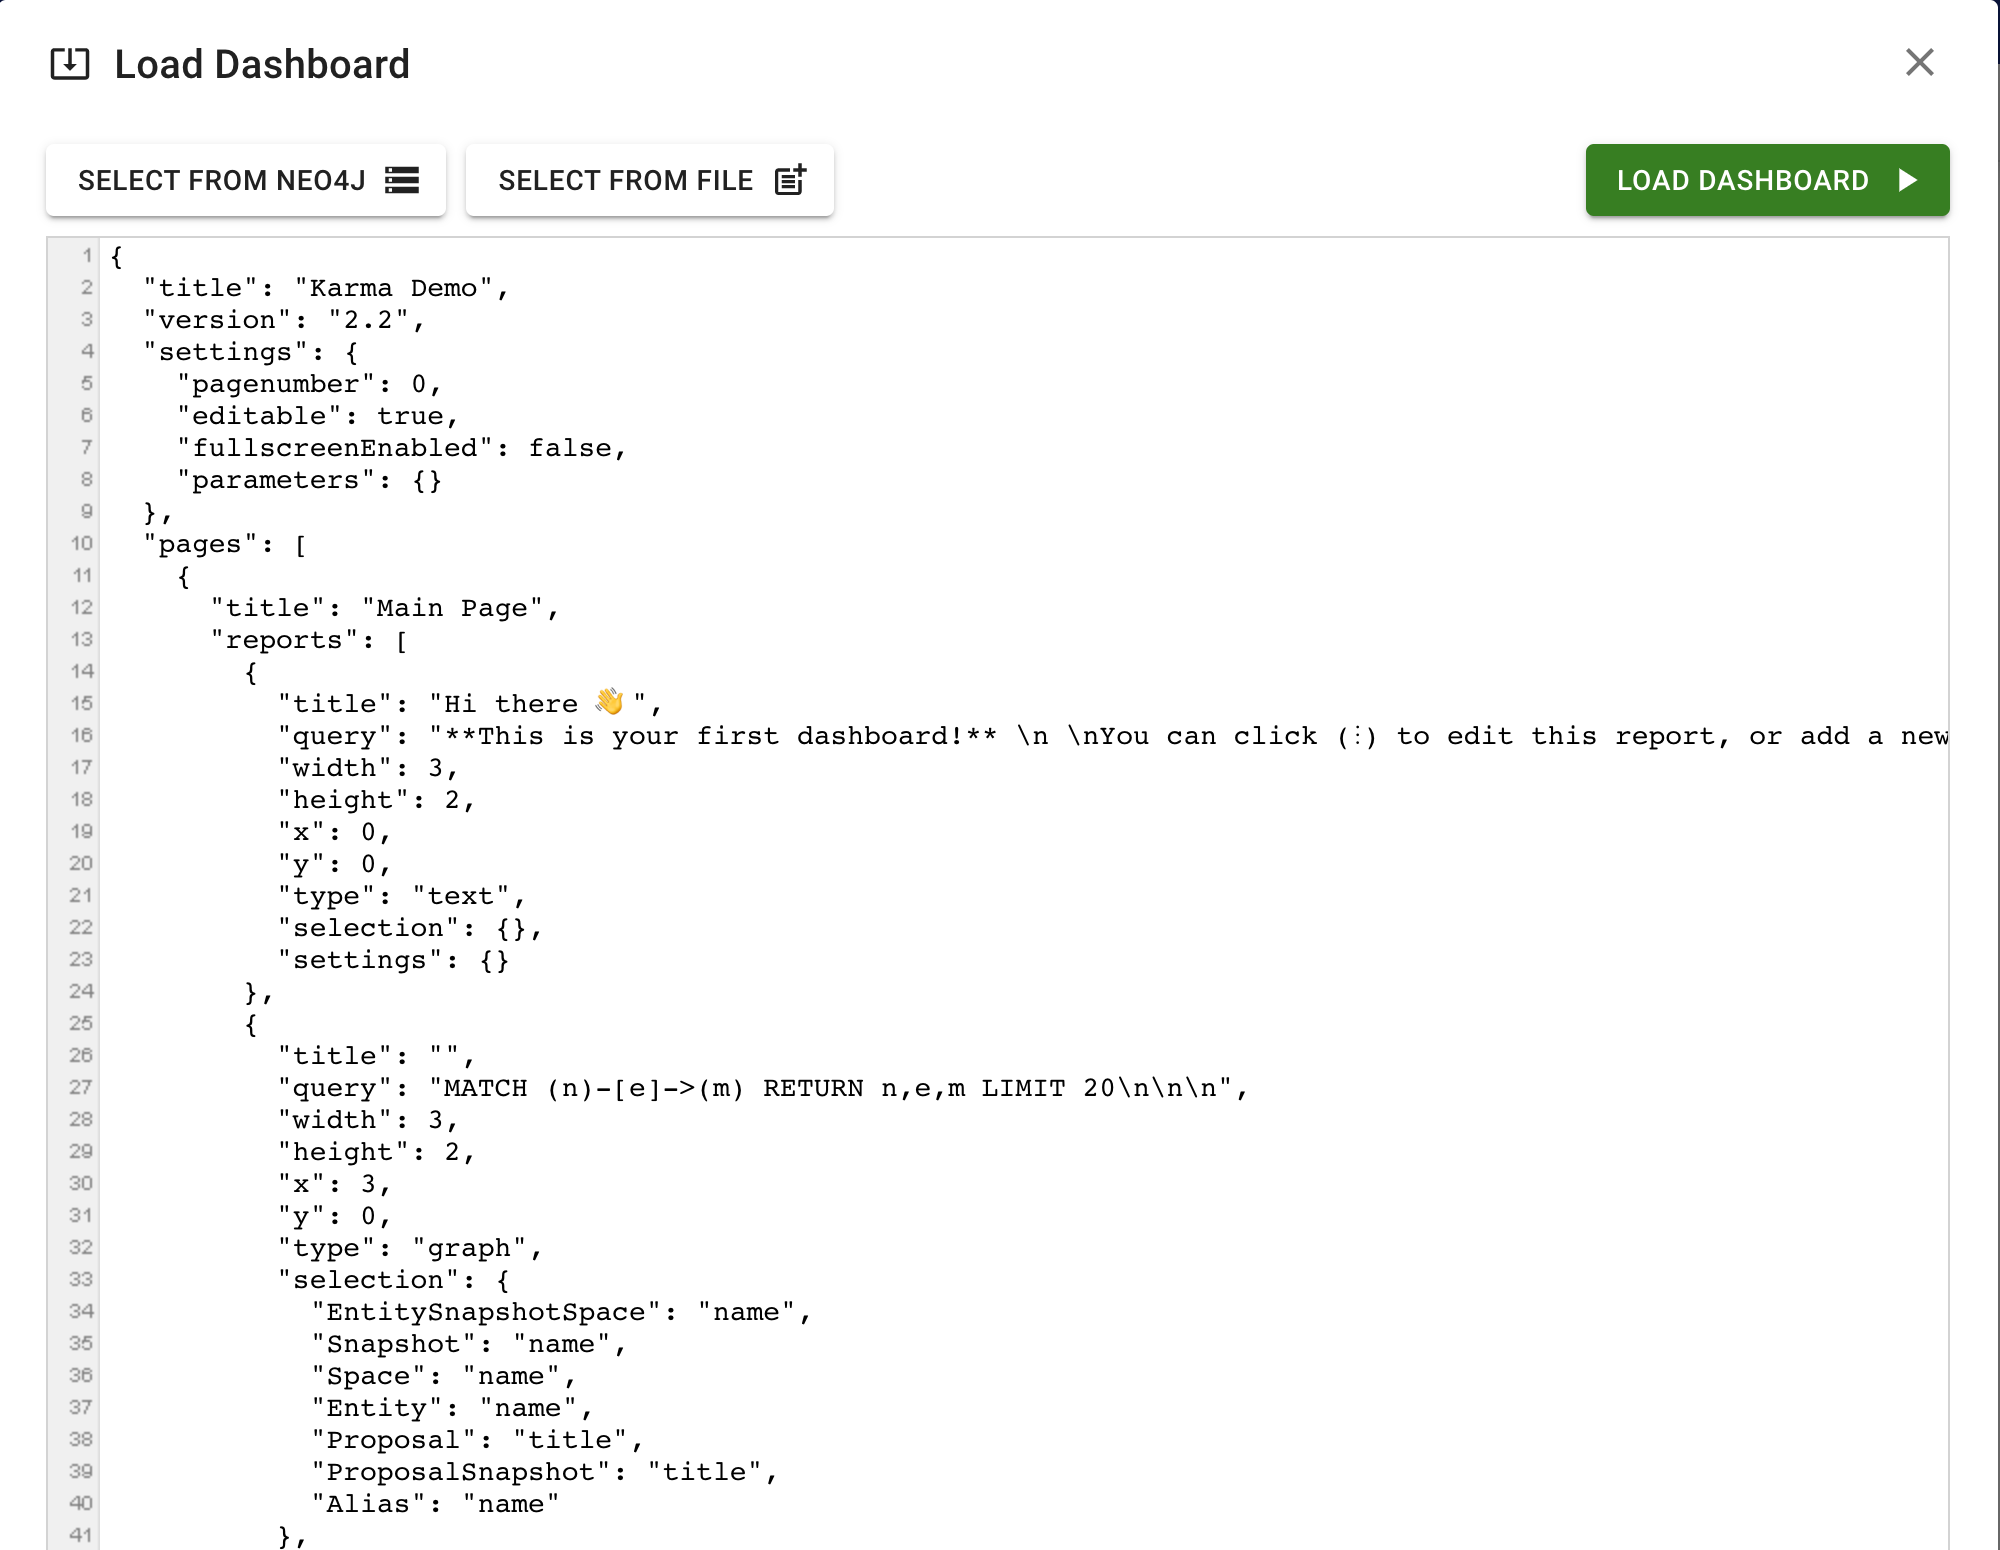 Load Dashboard
SELECT FROM NEO4J
SELECT FROM FILE
LOAD DASHBOARD
1 {
2   "title": "Karma Demo",
3   "version": "2.2",
4   "settings": {
5     "pagenumber": 0,
6     "editable": true,
7     "fullscreenEnabled": false,
8     "parameters": {}
9   },
10   "pages": [
11     {
12       "title": "Main Page",
13       "reports": [
14         {
15           "title": "Hi there 👋 ",
16           "query": "**This is your first dashboard!** \n \nYou can click (⋮) to edit this report, or add a new
17           "width": 3,
18           "height": 2,
19           "x": 0,
20           "y": 0,
21           "type": "text",
22           "selection": {},
23           "settings": {}
24         },
25         {
26           "title": "",
27           "query": "MATCH (n)-[e]->(m) RETURN n,e,m LIMIT 20\n\n\n",
28           "width": 3,
29           "height": 2,
30           "x": 3,
31           "y": 0,
32           "type": "graph",
33           "selection": {
34             "EntitySnapshotSpace": "name",
35             "Snapshot": "name",
36             "Space": "name",
37             "Entity": "name",
38             "Proposal": "title",
39             "ProposalSnapshot": "title",
40             "Alias": "name"
41           },